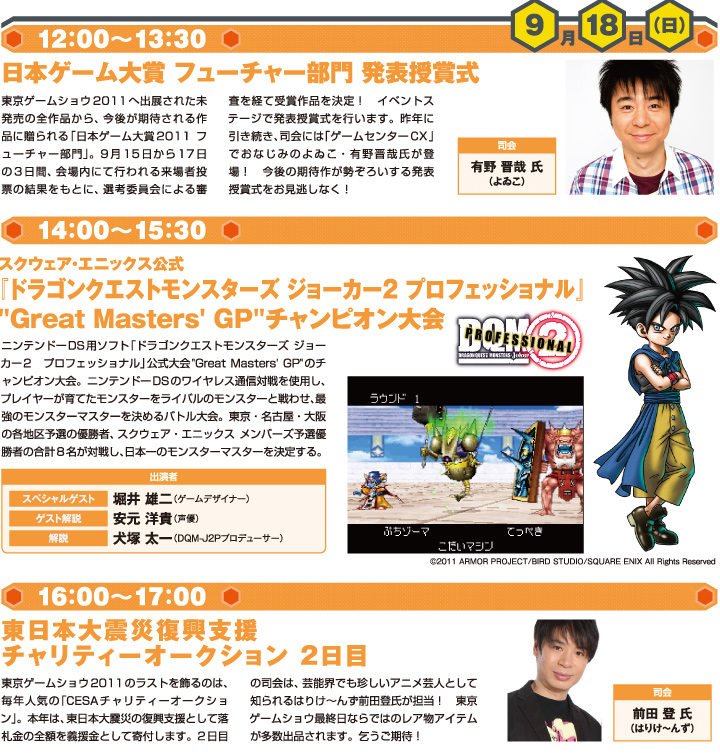 9月18日(日)
12:00〜13:30
日本ゲーム大賞 フューチャー部門 発表授賞式
東京ゲームショウ2011へ出展された未
発売の全作品から、今後が期待される作
品に贈られる「日本ゲーム大賞2011 フ
ューチャー部門」。9月15日から17日
の3日間、会場内にて行われる来場者投
票の結果をもとに、選考委員会による審
査を経て受賞作品を決定！ イベントス
テージで発表授賞式を行います。昨年に
引き続き、司会には「ゲームセンターCX」
でおなじみのよゐこ・有野晋哉氏が登
場！ 今後の期待作が勢ぞろいする発表
授賞式をお見逃しなく！
司会
有野 晋哉 氏
(よゐこ)
14:00〜15:30
スクウェア・エニックス公式
『ドラゴンクエストモンスターズ ジョーカー2 プロフェッショナル』
"Great Masters' GP"チャンピオン大会
ニンテンドーDS用ソフト「ドラゴンクエストモンスターズ ジョー
カー2 プロフェッショナル」公式大会"Great Masters' GP"のチ
ャンピオン大会。ニンテンドーDSのワイヤレス通信対戦を使用し、
プレイヤーが育てたモンスターをライバルのモンスターと戦わせ、最
強のモンスターマスターを決めるバトル大会。東京・名古屋・大阪
の各地区予選の優勝者、スクウェア・エニックス メンバーズ予選優
勝者の合計8名が対戦し、日本一のモンスターマスターを決定する。
出演者
スペシャルゲスト 堀井 雄二(ゲームデザイナー)
ゲスト解説 安元 洋貴(声優)
解説 犬塚 太一(DQM-J2Pプロデューサー)
DQM 2
PROFESSIONAL
DRAGON QUEST MONSTERS Joker
ラウンド 1
ぷちゾーマ
てっぺき
こだいマシン
©2011 ARMOR PROJECT/BIRD STUDIO/SQUARE ENIX All Rights Reserved
16:00〜17:00
東日本大震災復興支援
チャリティーオークション 2日目
東京ゲームショウ2011のラストを飾るのは、
毎年人気の「CESAチャリティーオークショ
ン」。本年は、東日本大震災の復興支援として落
札金の全額を義援金として寄付します。2日目
の司会は、芸能界でも珍しいアニメ芸人として
知られるはりけ〜んず前田登氏が担当！ 東京
ゲームショウ最終日ならではのレア物アイテム
が多数出品されます。乞うご期待！
司会
前田 登 氏
(はりけ〜んず)